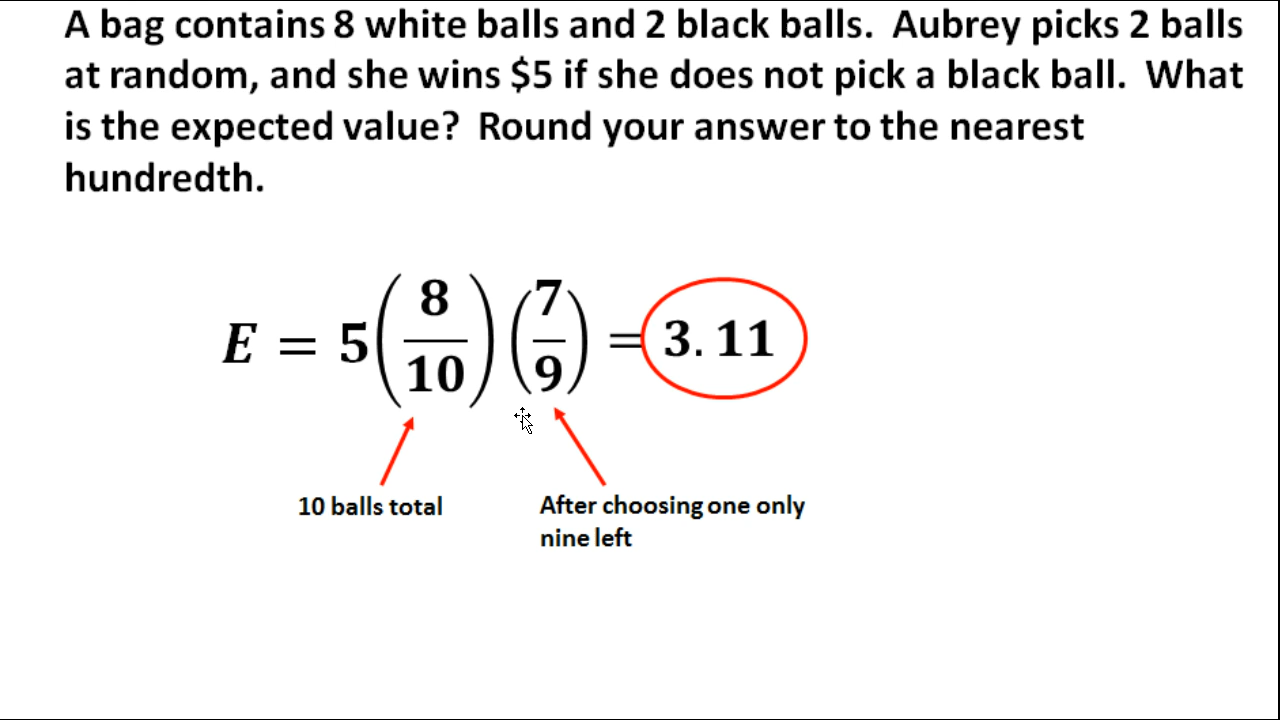 A bag contains 8 white balls and 2 black balls.  Aubrey picks 2 balls
at random, and she wins $5 if she does not pick a black ball.  What
is the expected value?  Round your answer to the nearest
hundredth.
E = 5(8/10)(7/9) = 3.11
10 balls total
After choosing one only
nine left